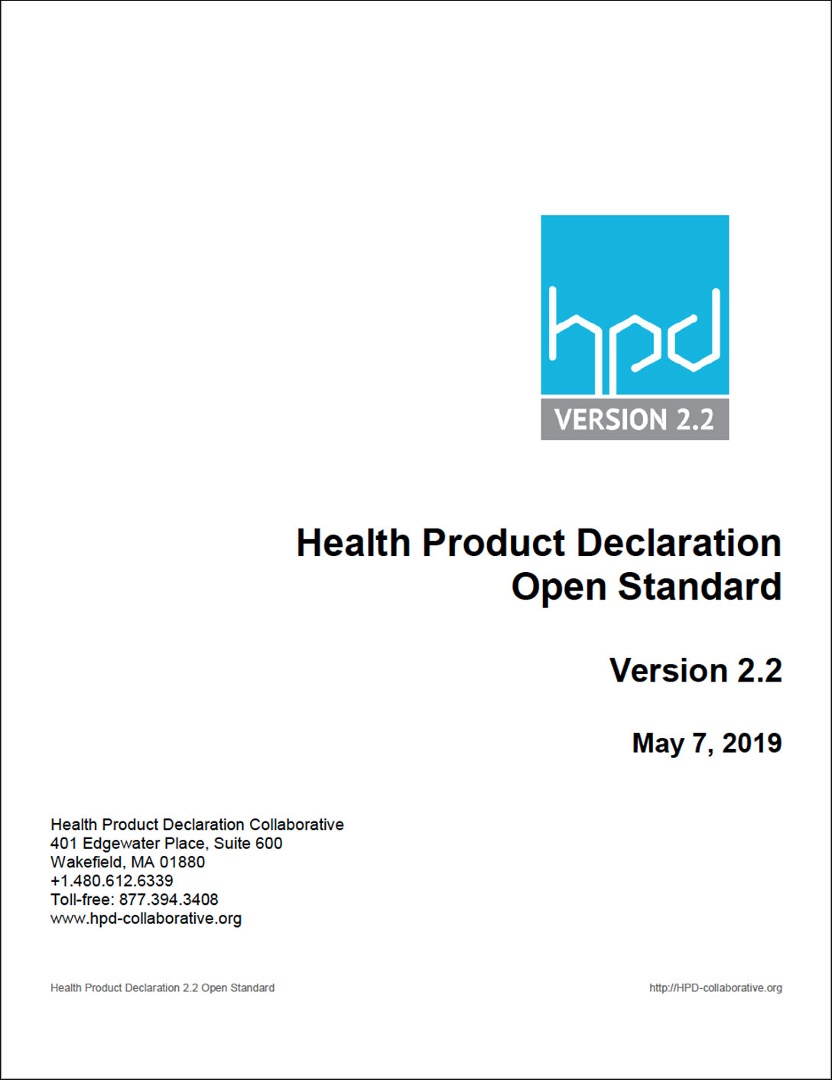 hpd
VERSION 2.2
Health Product Declaration
Open Standard
Version 2.2
May 7, 2019
Health Product Declaration Collaborative
401 Edgewater Place, Suite 600
Wakefield, MA 01880
+1.480.612.6339
Toll-free: 877.394.3408
www.hpd-collaborative.org
Health Product Declaration 2.2 Open Standard
http://HPD-collaborative.org